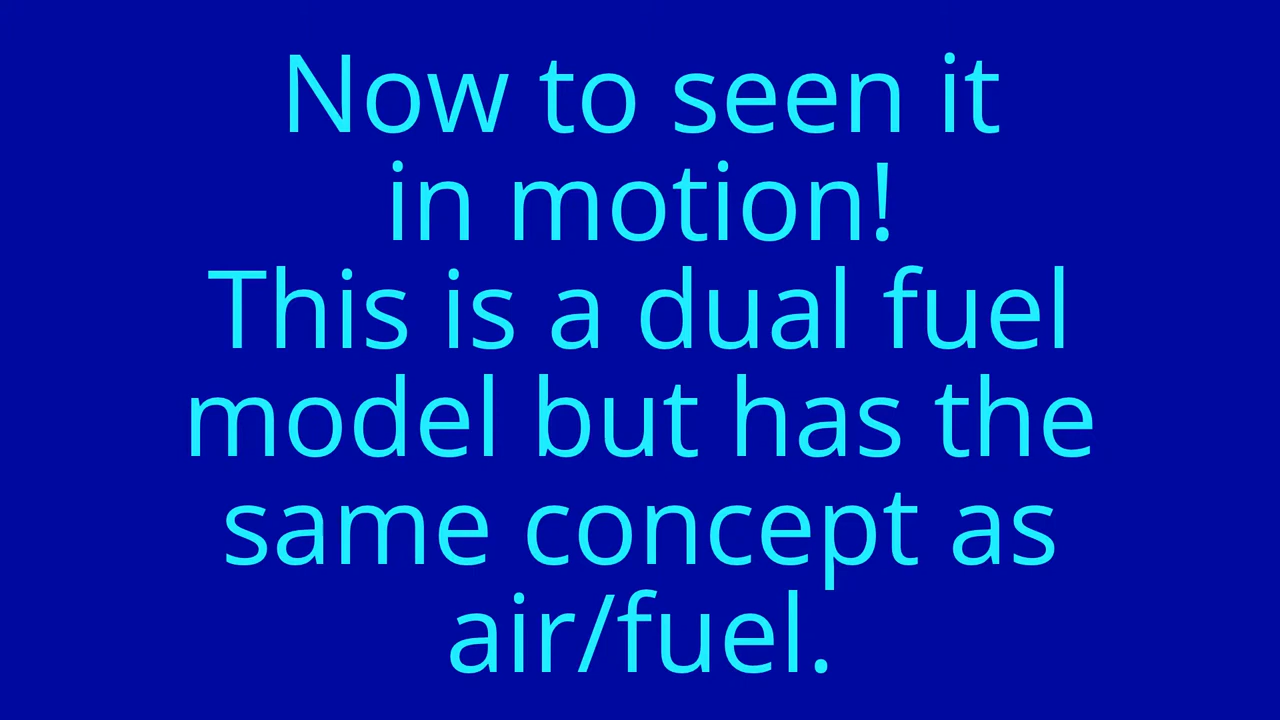 Now to seen it
in motion!
This is a dual fuel
model but has the
same concept as
air/fuel.